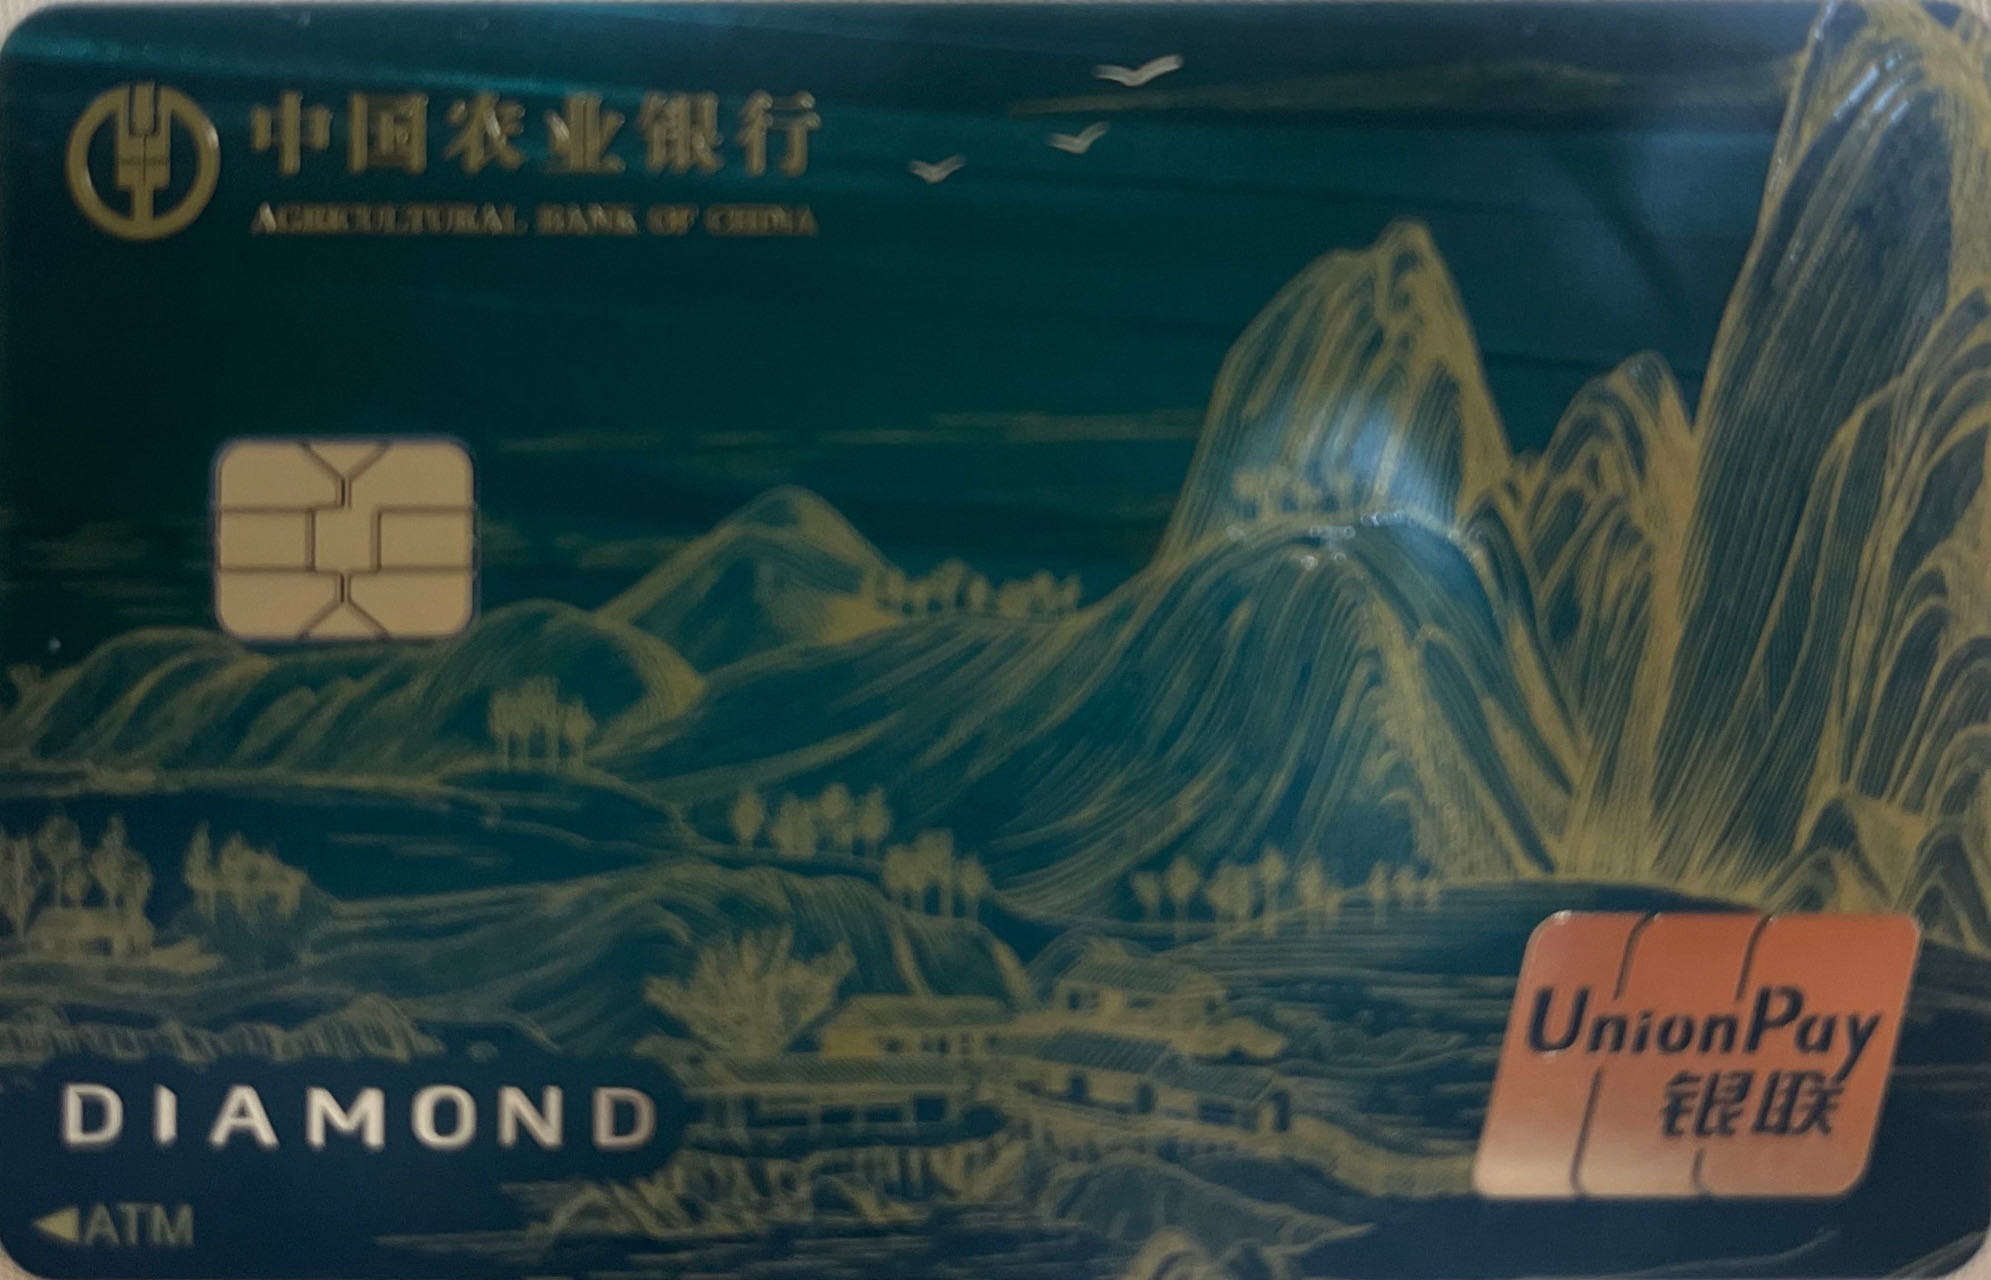 中国农业银行
AGRICULTURAL BANK OF CHINA
DIAMOND
ATM
UnionPay
银联